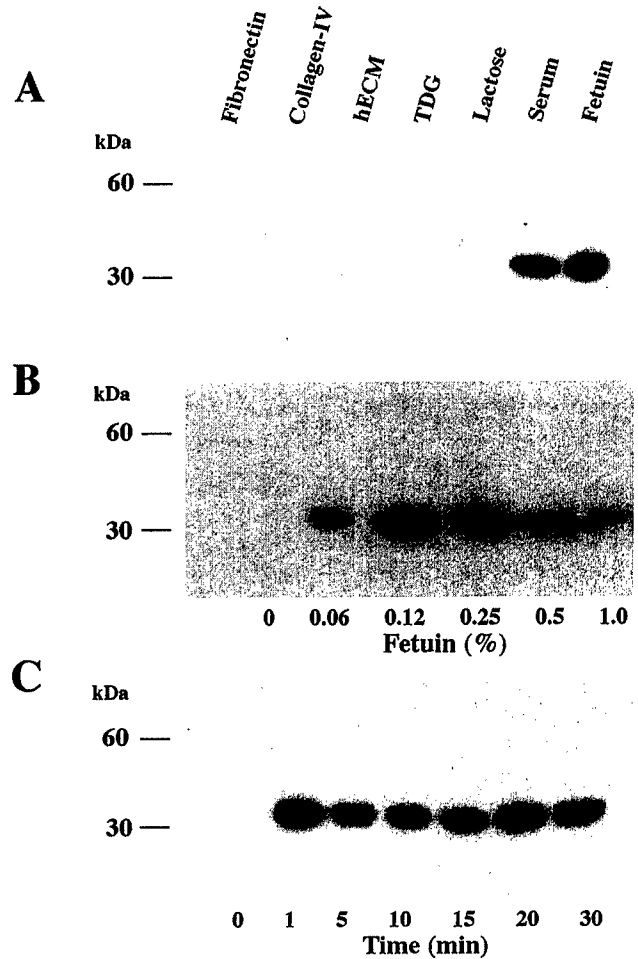 A
Fibronectin Collagen-IV hECM TDG Lactose Serum Fetuin
kDa
60
30
B
kDa
60
30
0 0.06 0.12 0.25 0.5 1.0
Fetuin (%)
C
kDa
60
30
0 1 5 10 15 20 30
Time (min)